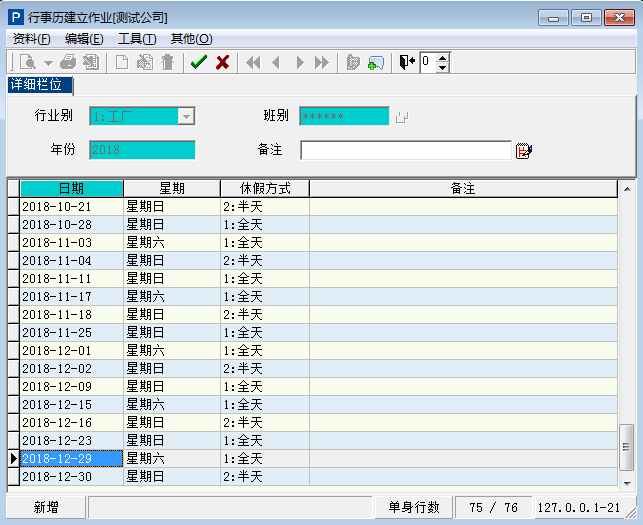 行事历建立作业[测试公司]
资料(F) 编辑(E) 工具(T) 其他(O)
0
详细栏位
行业别 1:工厂 班别 ******
年份 2018 备注
日期 星期 休假方式 备注
2018-10-21 星期日 2:半天
2018-10-28 星期日 1:全天
2018-11-03 星期六 1:全天
2018-11-04 星期日 2:半天
2018-11-11 星期日 1:全天
2018-11-17 星期六 1:全天
2018-11-18 星期日 2:半天
2018-11-25 星期日 1:全天
2018-12-01 星期六 1:全天
2018-12-02 星期日 2:半天
2018-12-09 星期日 1:全天
2018-12-15 星期六 1:全天
2018-12-16 星期日 2:半天
2018-12-23 星期日 1:全天
2018-12-29 星期六 1:全天
2018-12-30 星期日 2:半天
新增 单身行数 75 / 76 127.0.0.1-21